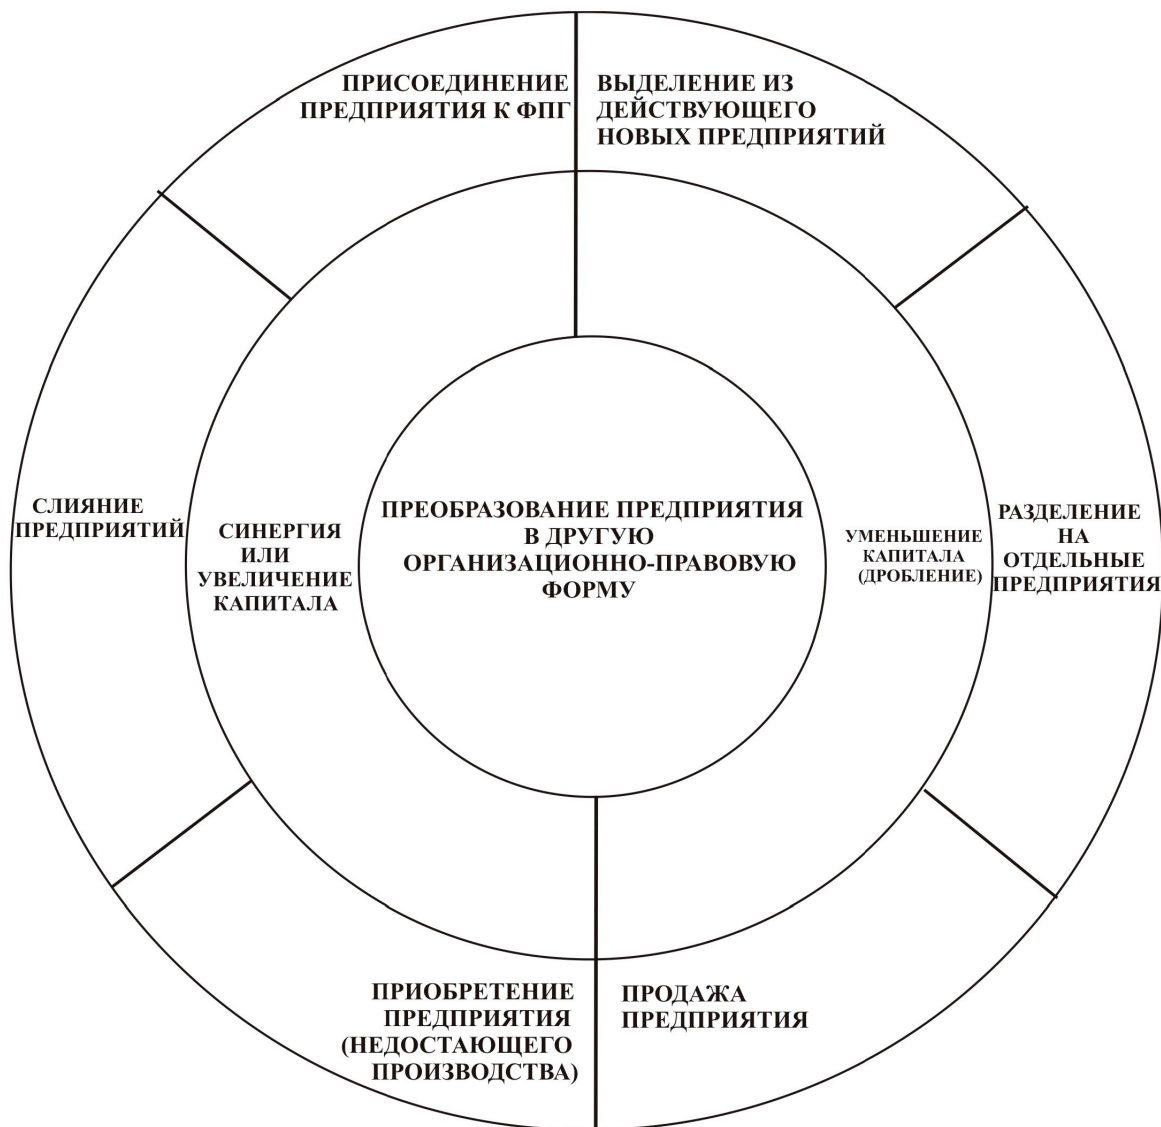 ПРИСОЕДИНЕНИЕ
ПРЕДПРИЯТИЯ К ФПГ
ВЫДЕЛЕНИЕ ИЗ
ДЕЙСТВУЮЩЕГО
НОВЫХ ПРЕДПРИЯТИЙ
СЛИЯНИЕ
ПРЕДПРИЯТИЙ
СИНЕРГИЯ
ИЛИ
УВЕЛИЧЕНИЕ
КАПИТАЛА
ПРЕОБРАЗОВАНИЕ ПРЕДПРИЯТИЯ
В ДРУГУЮ
ОРГАНИЗАЦИОННО-ПРАВОВУЮ
ФОРМУ
УМЕНЬШЕНИЕ
КАПИТАЛА
(ДРОБЛЕНИЕ)
РАЗДЕЛЕНИЕ
НА
ОТДЕЛЬНЫЕ
ПРЕДПРИЯТИЯ
ПРИОБРЕТЕНИЕ
ПРЕДПРИЯТИЯ
(НЕДОСТАЮЩЕГО
ПРОИЗВОДСТВА)
ПРОДАЖА
ПРЕДПРИЯТИЯ